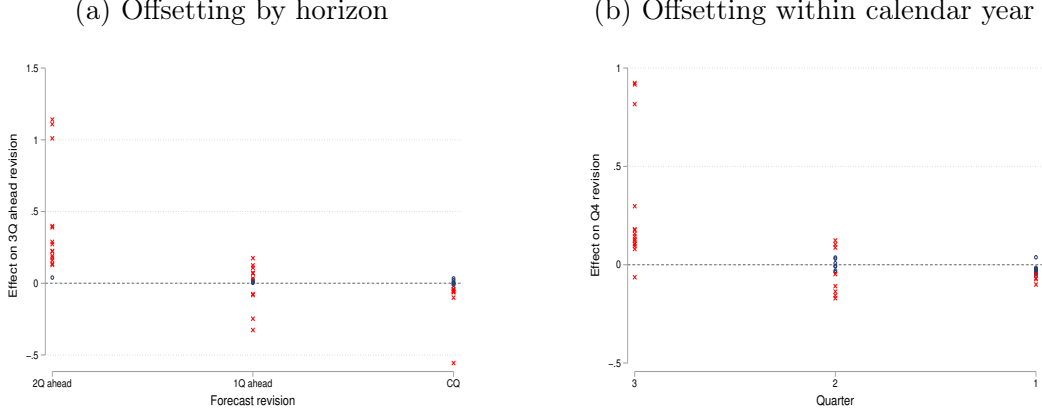 (a) Offsetting by horizon
1.5
1
.5
0
-.5
Effect on 3Q ahead revision
2Q ahead
1Q ahead
CQ
Forecast revision
(b) Offsetting within calendar year
1
.5
0
-.5
Effect on Q4 revision
3
2
1
Quarter